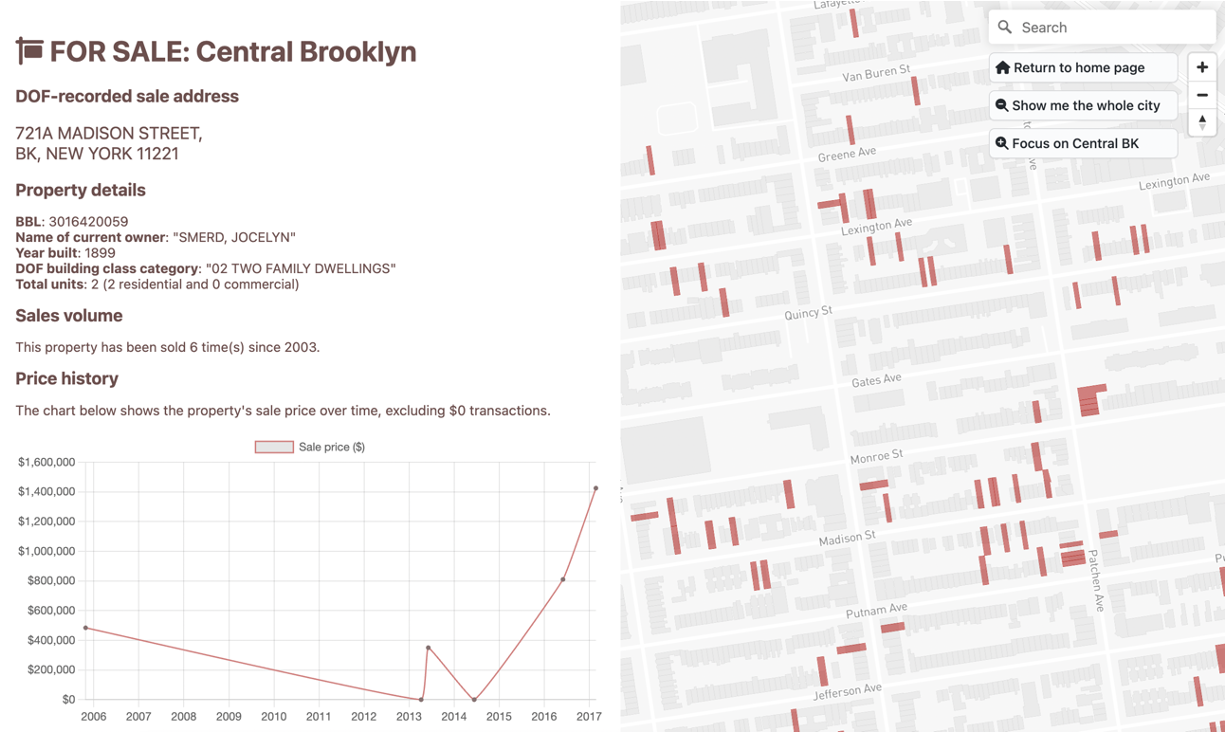 FOR SALE: Central Brooklyn
DOF-recorded sale address
721A MADISON STREET,
BK, NEW YORK 11221
Property details
BBL: 3016420059
Name of current owner: "SMERD, JOCELYN"
Year built: 1899
DOF building class category: "02 TWO FAMILY DWELLINGS"
Total units: 2 (2 residential and 0 commercial)
Sales volume
This property has been sold 6 time(s) since 2003.
Price history
The chart below shows the property's sale price over time, excluding $0 transactions.
Sale price ($)
$1,600,000
$1,400,000
$1,200,000
$1,000,000
$800,000
$600,000
$400,000
$200,000
$0
2006 2007 2008 2009 2010 2011 2012 2013 2014 2015 2016 2017
Search
Return to home page
Show me the whole city
Focus on Central BK
+
−
Van Buren St
Greene Ave
Lexington Ave
Lexington Ave
Quincy St
Gates Ave
Monroe St
Madison St
Patchen Ave
Putnam Ave
Jefferson Ave